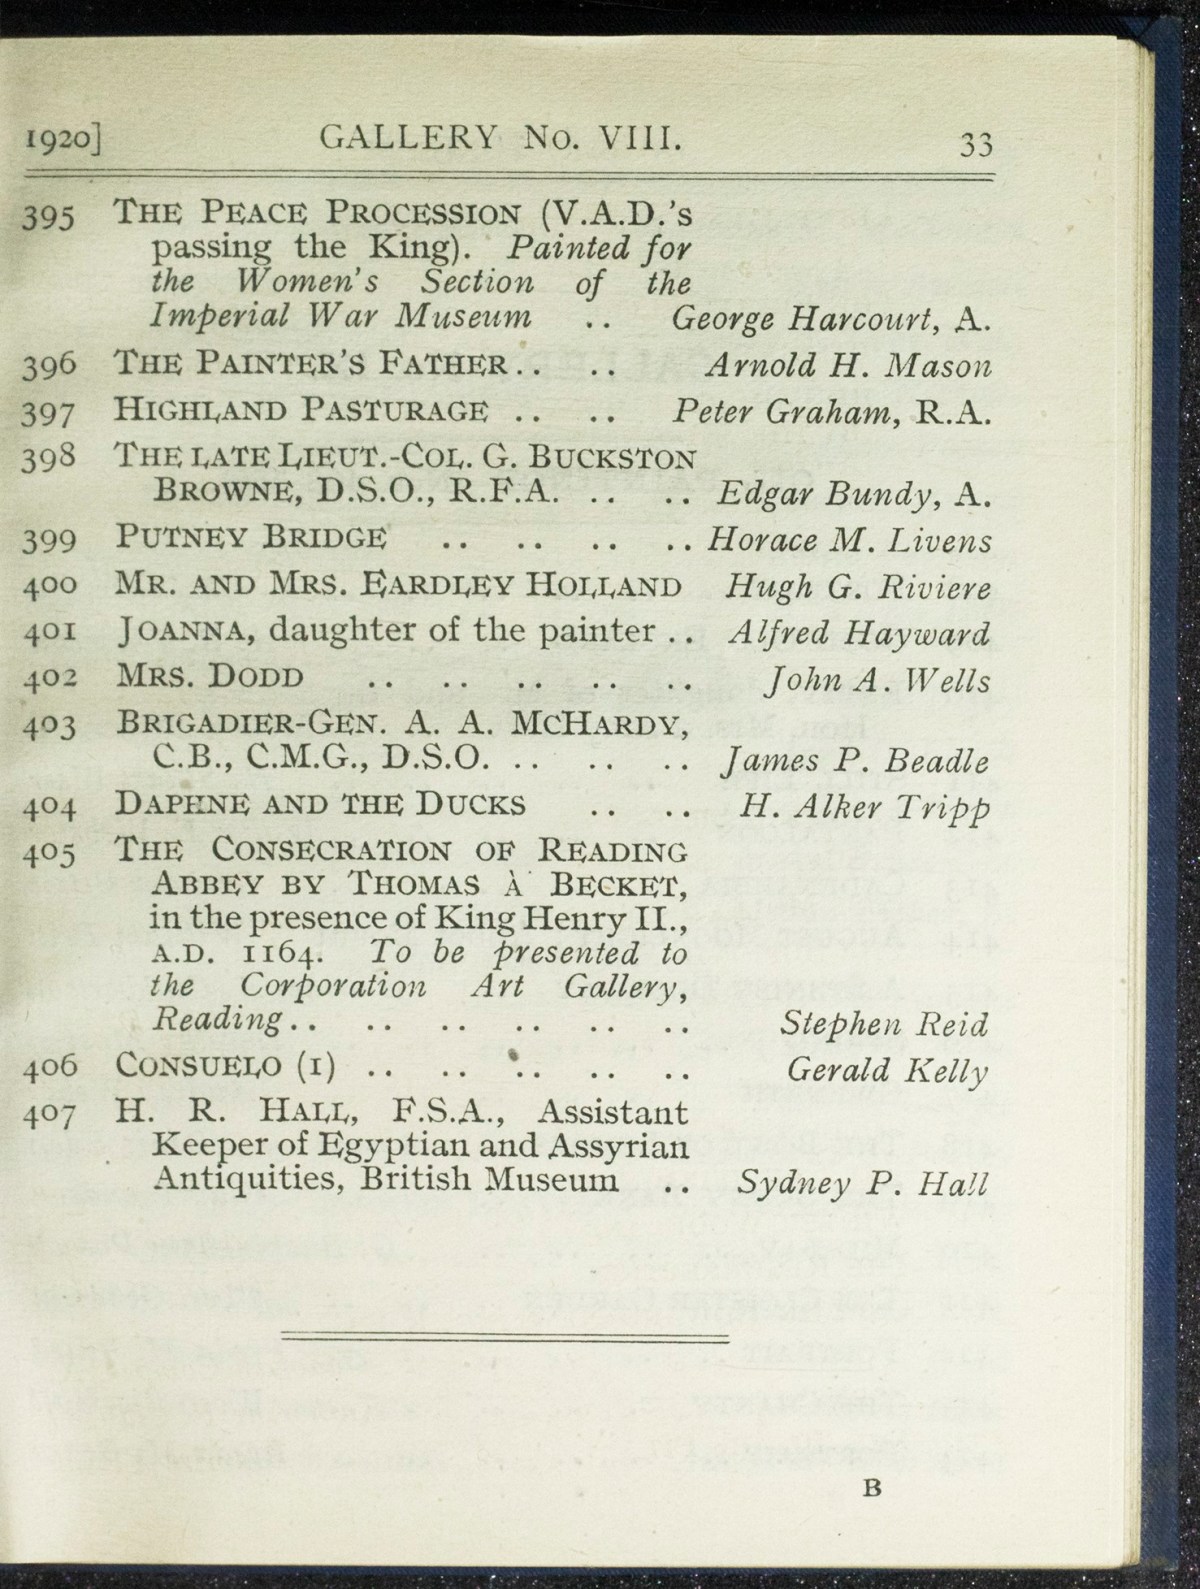 1920] GALLERY No. VIII. 33
395 THE PEACE PROCESSION (V.A.D.'s
passing the King). Painted for
the Women's Section of the
Imperial War Museum .. George Harcourt, A.
396 THE PAINTER'S FATHER .. .. Arnold H. Mason
397 HIGHLAND PASTURAGE .. .. Peter Graham, R.A.
398 THE LATE LIEUT.-COL. G. BUCKSTON
BROWNE, D.S.O., R.F.A. .. .. Edgar Bundy, A.
399 PUTNEY BRIDGE .. .. .. .. Horace M. Livens
400 MR. AND MRS. EARDLEY HOLLAND Hugh G. Riviere
401 JOANNA, daughter of the painter .. Alfred Hayward
402 MRS. DODD .. .. .. .. .. John A. Wells
403 BRIGADIER-GEN. A. A. MCHARDY,
C.B., C.M.G., D.S.O. .. .. .. James P. Beadle
404 DAPHNE AND THE DUCKS .. .. H. Alker Tripp
405 THE CONSECRATION OF READING
ABBEY BY THOMAS À BECKET,
in the presence of King Henry II.,
A.D. 1164. To be presented to
the Corporation Art Gallery,
Reading .. .. .. .. .. .. Stephen Reid
406 CONSUELO (1) .. .. .. .. .. Gerald Kelly
407 H. R. HALL, F.S.A., Assistant
Keeper of Egyptian and Assyrian
Antiquities, British Museum .. Sydney P. Hall
B